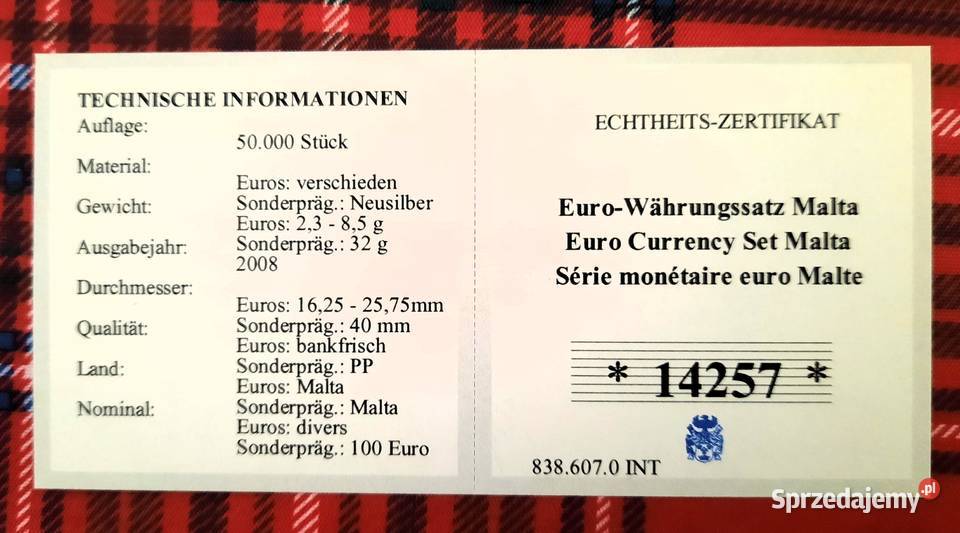 TECHNISCHE INFORMATIONEN
Auflage:
50.000 Stück
Material:
Euros: verschieden
Sonderpräg.: Neusilber
Gewicht:
Euros: 2,3 - 8,5 g
Sonderpräg.: 32 g
Ausgabejahr:
2008
Durchmesser:
Euros: 16,25 - 25,75mm
Sonderpräg.: 40 mm
Qualität:
Euros: bankfrisch
Sonderpräg.: PP
Land:
Euros: Malta
Sonderpräg.: Malta
Nominal:
Euros: divers
Sonderpräg.: 100 Euro
ECHTHEITS-ZERTIFIKAT
Euro-Währungssatz Malta
Euro Currency Set Malta
Série monétaire euro Malte
* 14257 *
838.607.0 INT
Sprzedajemy.pl